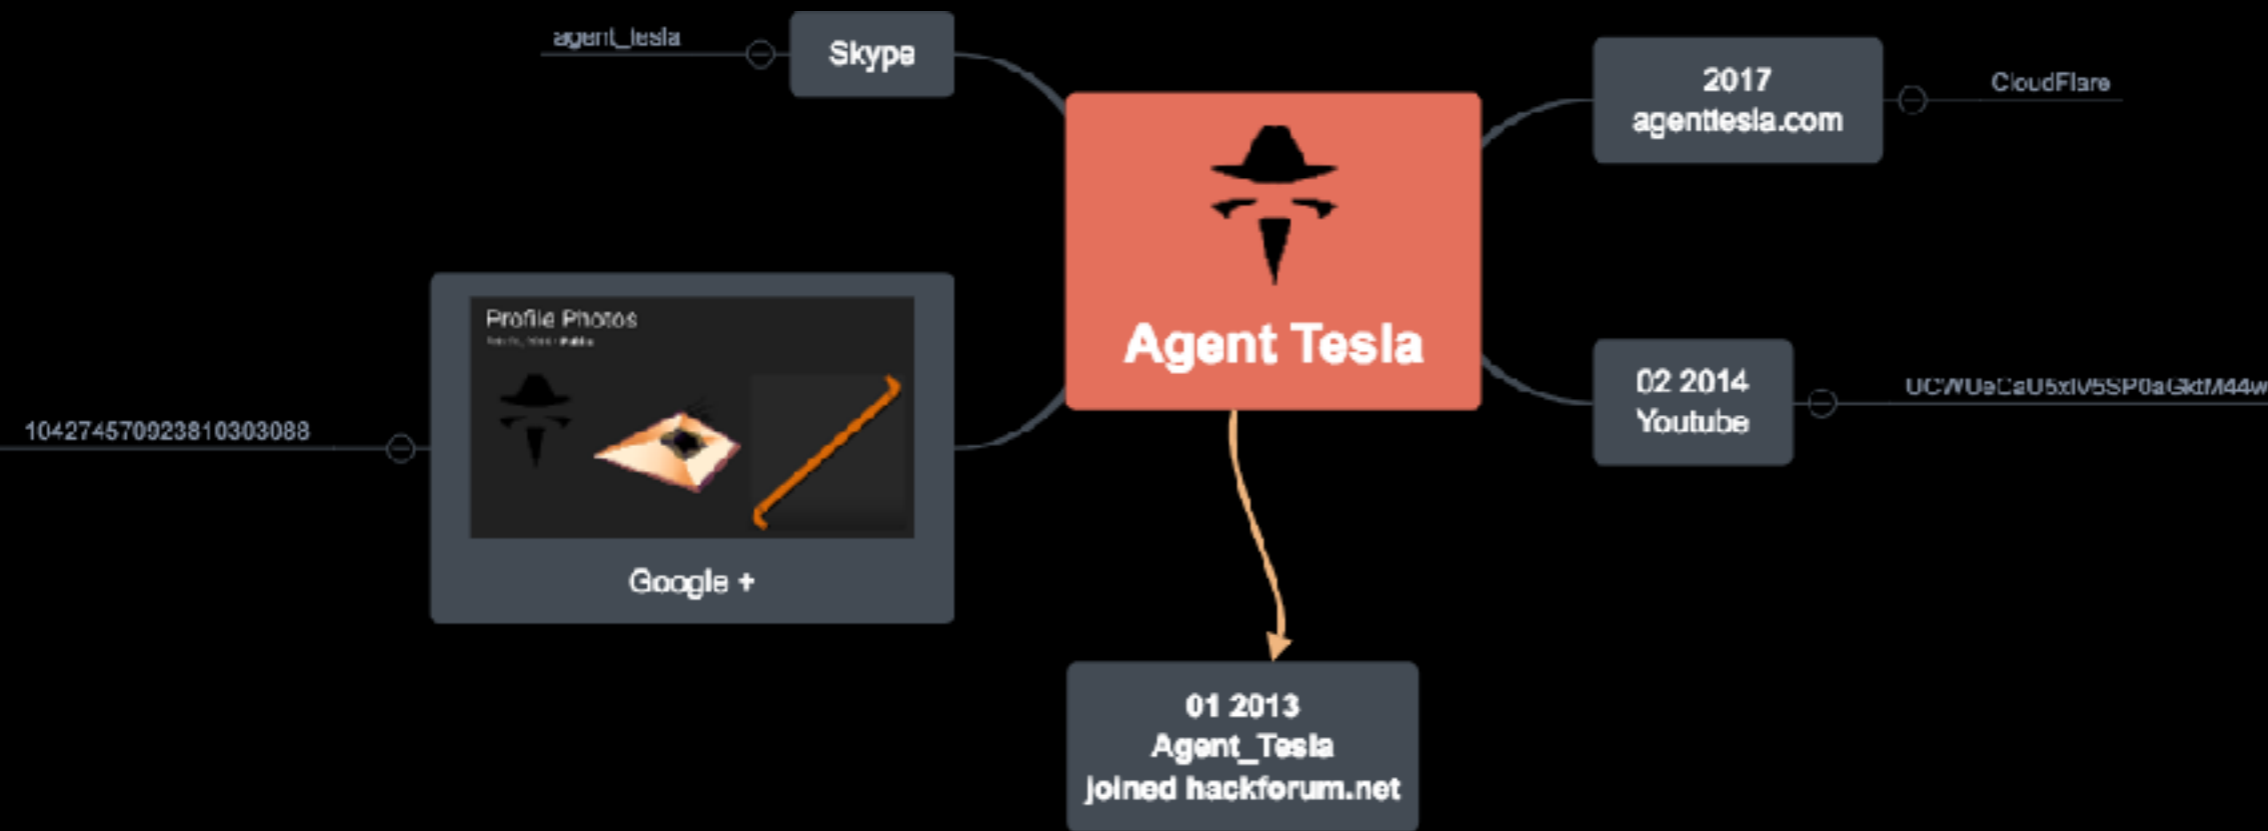 agent_tesla
Skype
2017
agenttesla.com
CloudFlare
Agent Tesla
Profile Photos
Public
Google +
104274570923810303088
02 2014
Youtube
01 2013
Agent_Tesla
joined hackforum.net